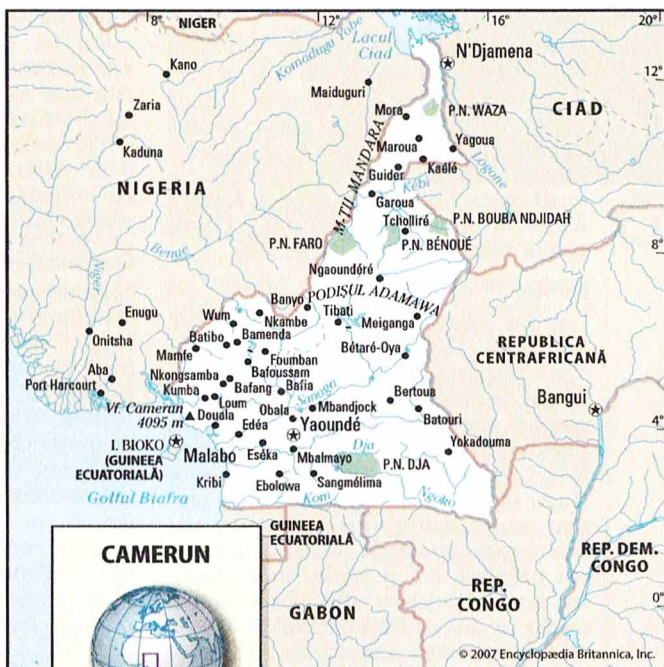 8°
NIGER
12°
16°
20°
Lacul
Ciad
Komadugu Yobe
Kano
N'Djamena
12°
Maiduguri
Zaria
Mora
P.N. WAZA
CIAD
Kaduna
Maroua
Yagoua
M-ȚII MANDARA
Guider
Kaélé
Logone
Kébi
NIGERIA
Garoua
Tcholliré
P.N. BOUBA NDJIDAH
P.N. FARO
P.N. BÉNOUÉ
Benue
8°
Niger
Ngaoundéré
Banyo
PODIȘUL ADAMAWA
Wum
Nkambe
Tibati
Meiganga
Enugu
Batibo
Bamenda
Bétaré-Oya
REPUBLICA
CENTRAFRICANĂ
Onitsha
Mamfe
Foumban
Aba
Nkongsamba
Bafoussam
Bafang
Bafia
Sanaga
Bertoua
Bangui
Port Harcourt
Kumba
Loum
Mbandjock
Vf. Camerun
4095 m
Douala
Obala
Batouri
4°
Edéa
Yaoundé
I. BIOKO
(GUINEEA
ECUATORIALĂ)
Malabo
Eséka
Mbalmayo
Dja
P.N. DJA
Yokadouma
Golful Biafra
Kribi
Ebolowa
Sangmélima
Kom
Ngoko
GUINEEA
ECUATORIALĂ
CAMERUN
REP. DEM.
CONGO
REP.
CONGO
GABON
0°
© 2007 Encyclopædia Britannica, Inc.